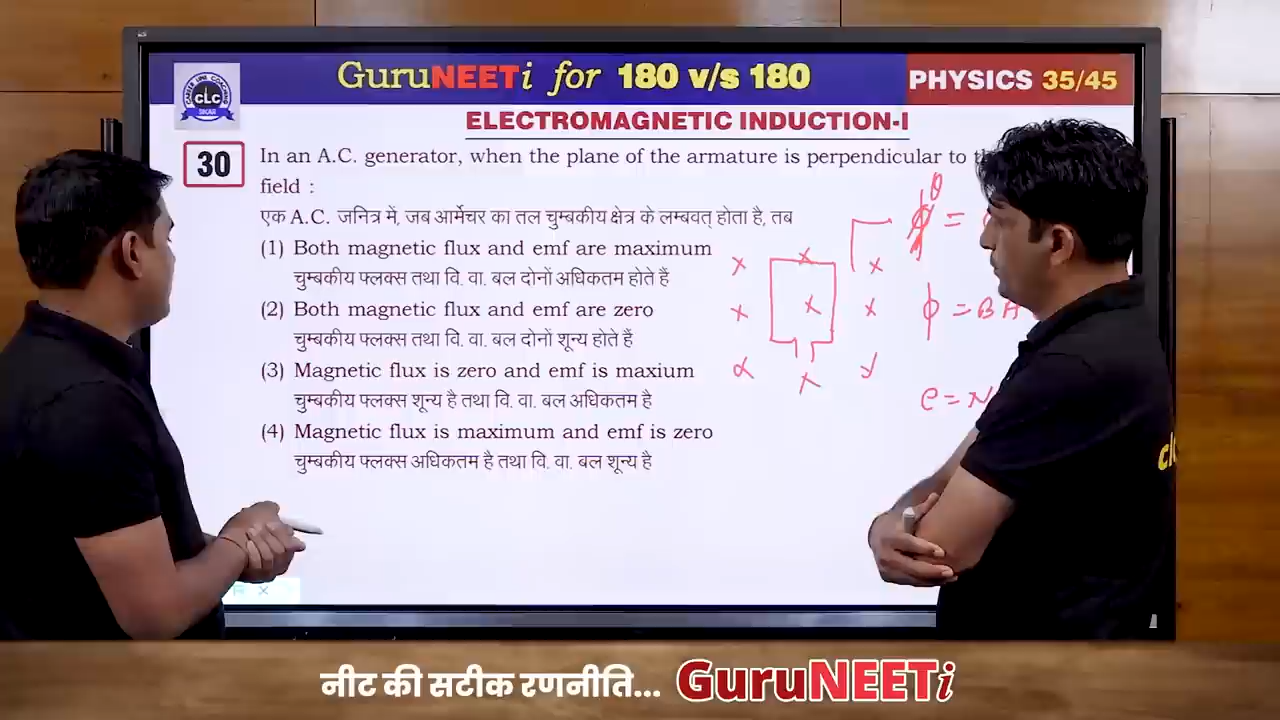 GuruNEETi for 180 v/s 180
PHYSICS 35/45
CLC
ELECTROMAGNETIC INDUCTION-I
30
In an A.C. generator, when the plane of the armature is perpendicular to
field :
एक A.C. जनित्र में, जब आर्मेचर का तल चुम्बकीय क्षेत्र के लम्बवत् होता है, तब
(1) Both magnetic flux and emf are maximum
चुम्बकीय फ्लक्स तथा वि. वा. बल दोनों अधिकतम होते हैं
(2) Both magnetic flux and emf are zero
चुम्बकीय फ्लक्स तथा वि. वा. बल दोनों शून्य होते हैं
(3) Magnetic flux is zero and emf is maxium
चुम्बकीय फ्लक्स शून्य है तथा वि. वा. बल अधिकतम है
(4) Magnetic flux is maximum and emf is zero
चुम्बकीय फ्लक्स अधिकतम है तथा वि. वा. बल शून्य है
θ =
ϕ = BA
e = N
clc
नीट की सटीक रणनीति... GuruNEETi